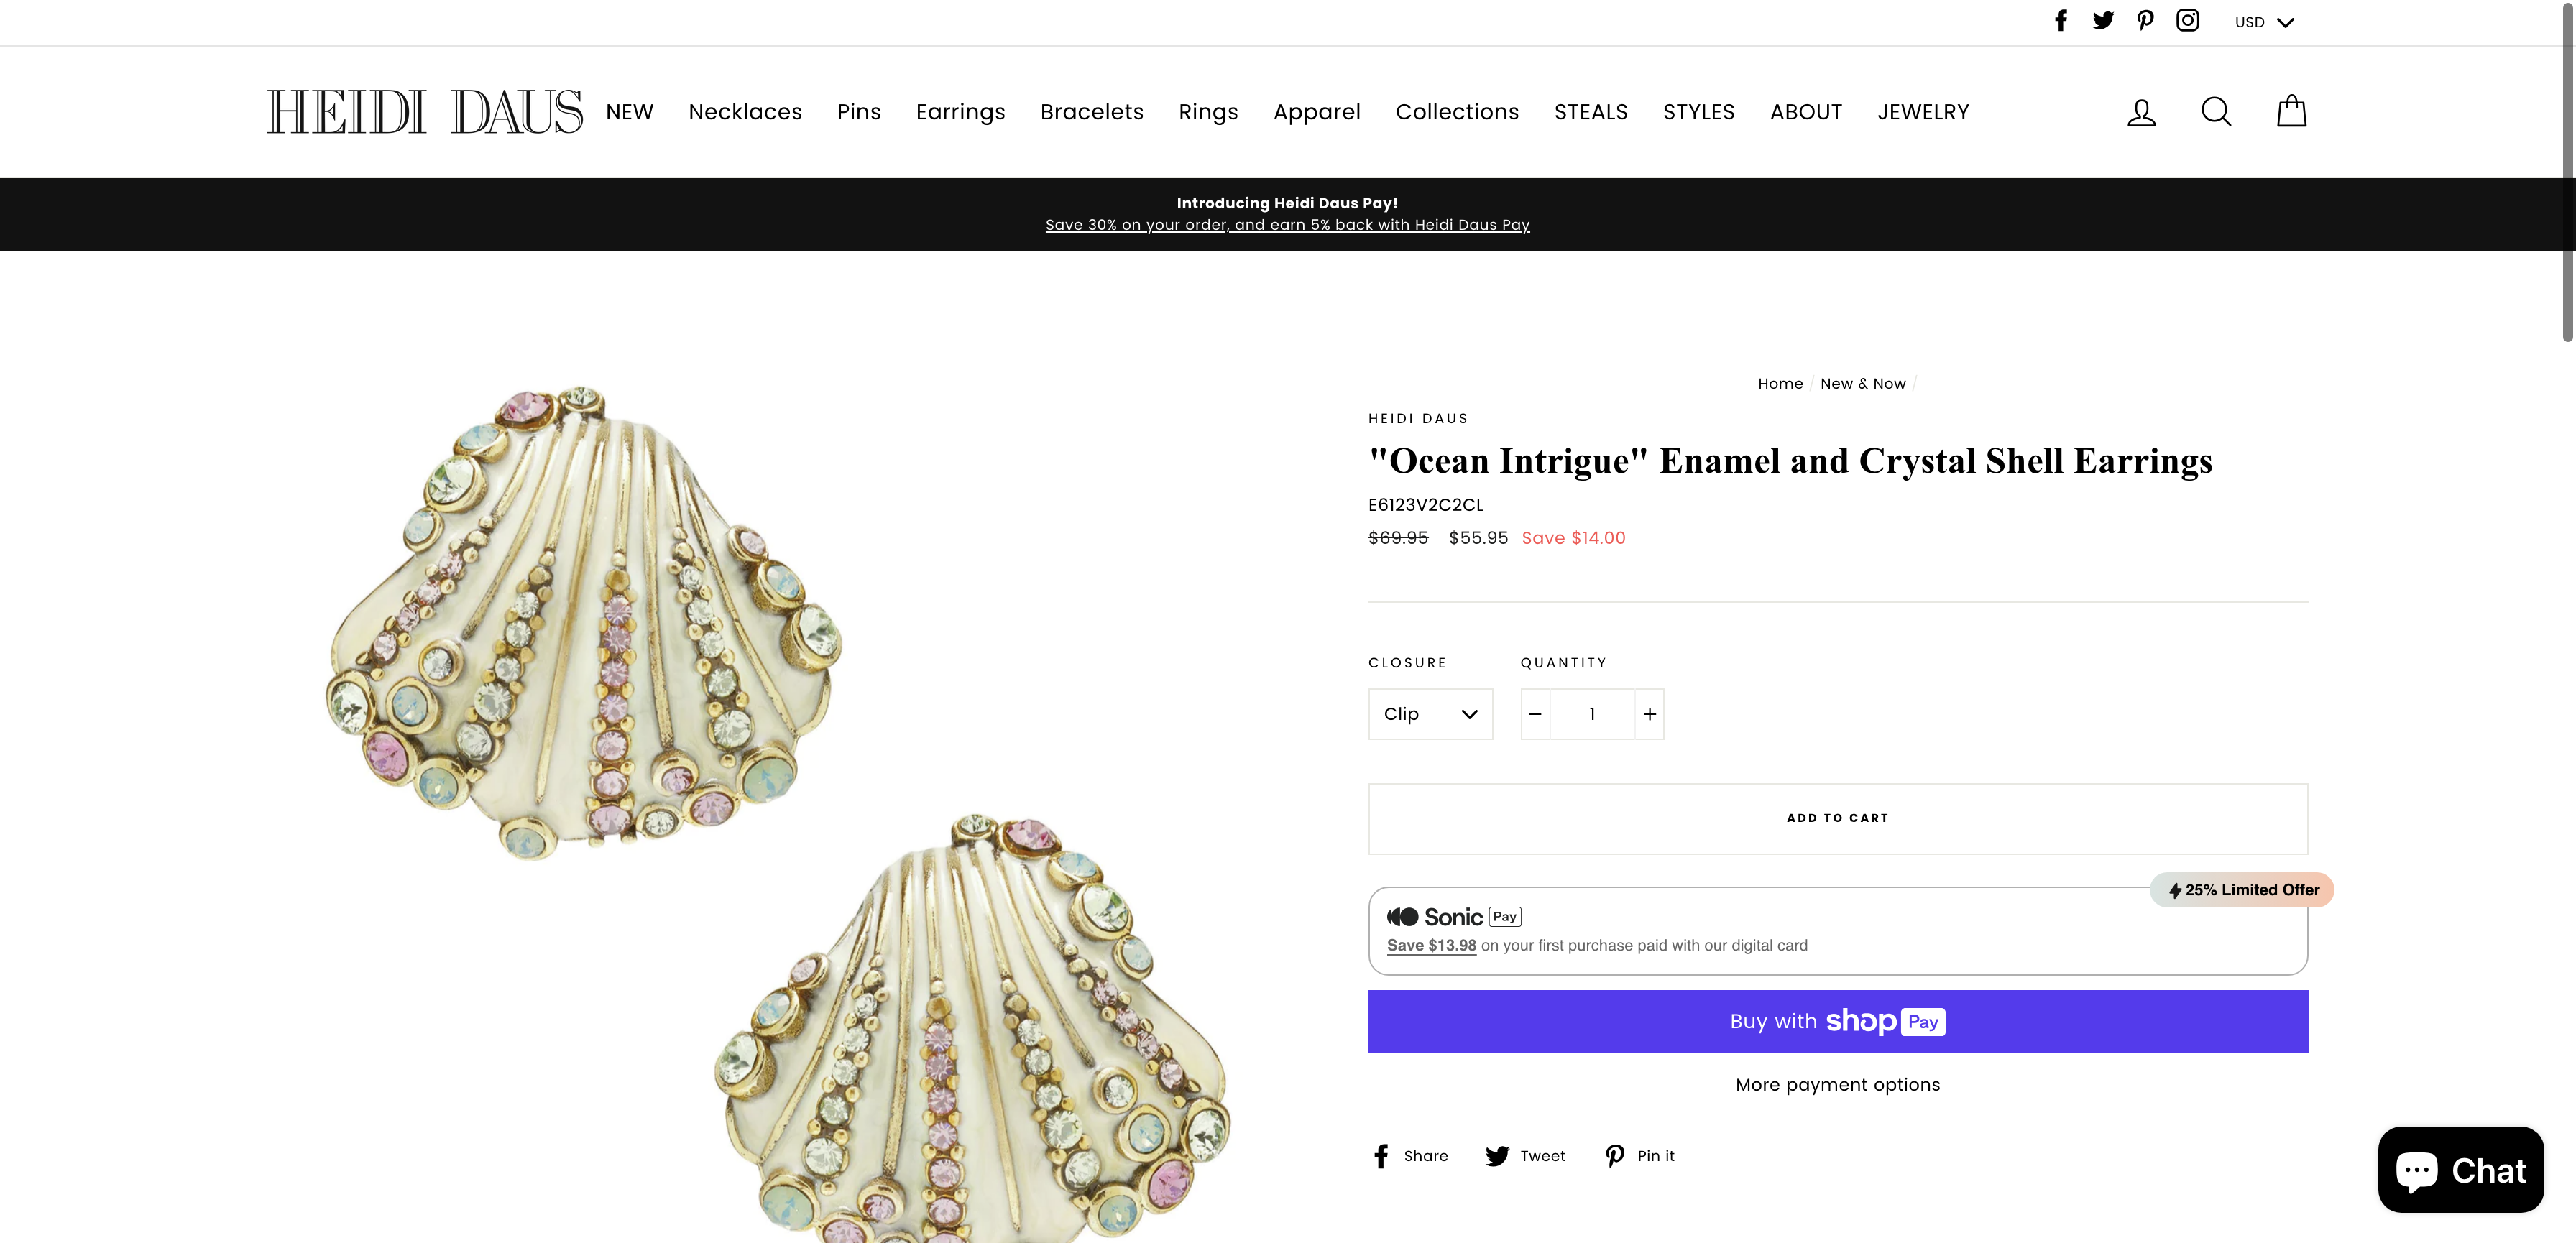 USD
HEIDI DAUS
NEW Necklaces Pins Earrings Bracelets Rings Apparel Collections STEALS STYLES ABOUT JEWELRY
Introducing Heidi Daus Pay!
Save 30% on your order, and earn 5% back with Heidi Daus Pay
Home / New & Now /
HEIDI DAUS
"Ocean Intrigue" Enamel and Crystal Shell Earrings
E6123V2C2CL
$69.95 $55.95 Save $14.00
CLOSURE QUANTITY
Clip 1
ADD TO CART
25% Limited Offer
Sonic Pay
Save $13.98 on your first purchase paid with our digital card
Buy with shop Pay
More payment options
Share Tweet Pin it
Chat